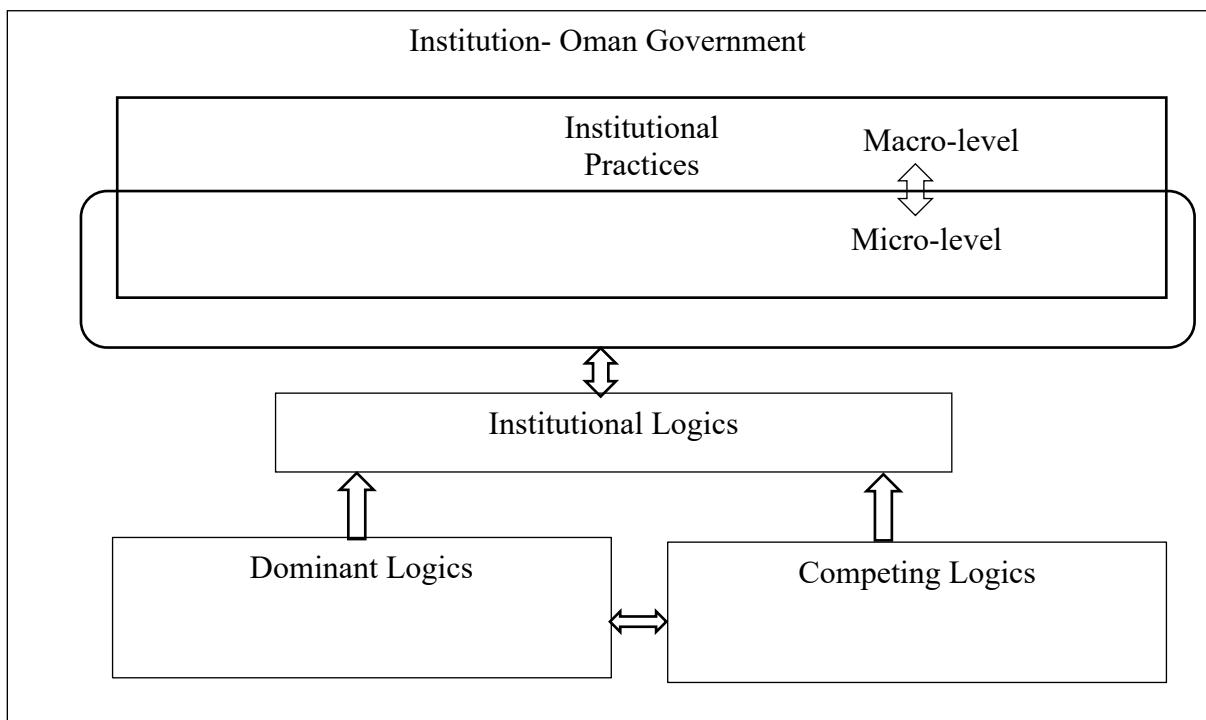 Institution- Oman Government
Institutional
Practices
Macro-level
Micro-level
Institutional Logics
Dominant Logics
Competing Logics